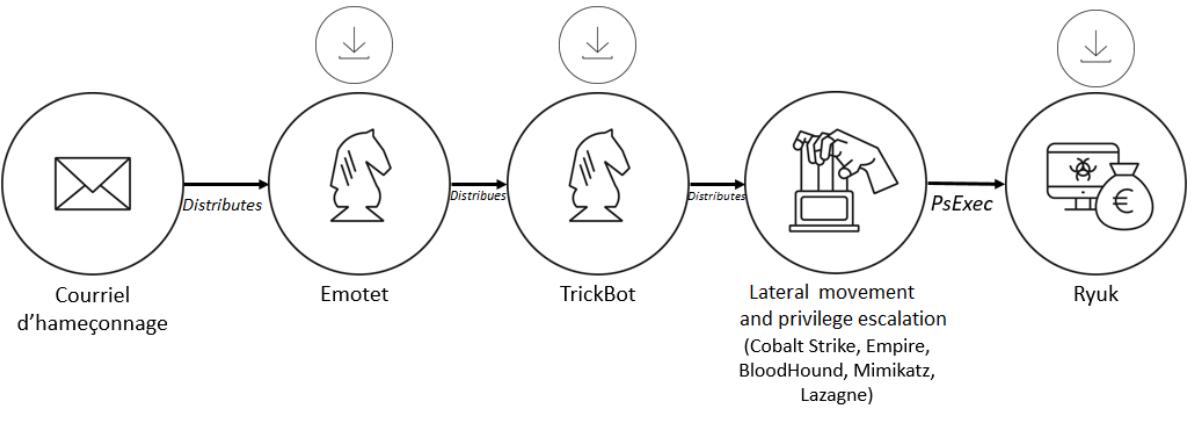 Distributes
Distribues
Distributes
PsExec
Courriel
d'hameçonnage
Emotet
TrickBot
Lateral movement
and privilege escalation
(Cobalt Strike, Empire,
BloodHound, Mimikatz,
Lazagne)
Ryuk
€